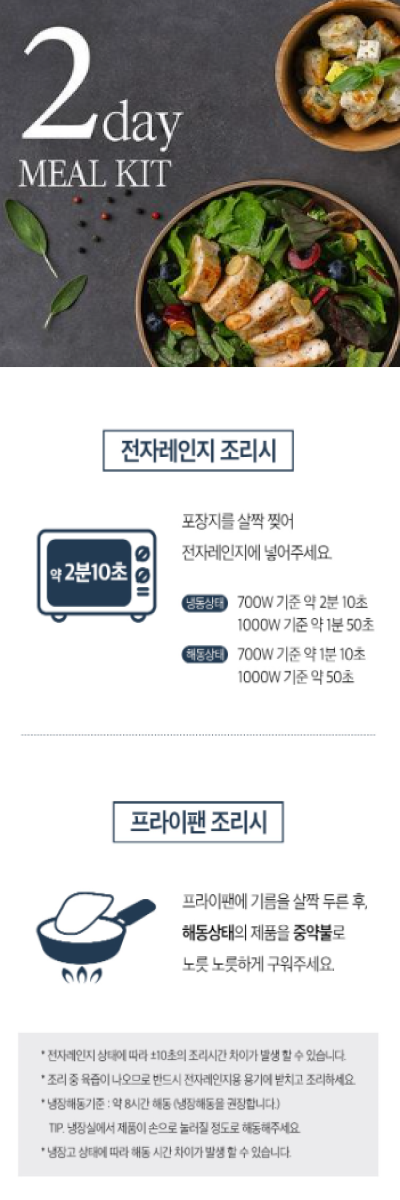 2day
MEAL KIT
전자레인지 조리시
약 2분10초
포장지를 살짝 찢어
전자레인지에 넣어주세요.
냉동상태 700W 기준 약 2분 10초
1000W 기준 약 1분 50초
해동상태 700W 기준 약 1분 10초
1000W 기준 약 50초
프라이팬 조리시
프라이팬에 기름을 살짝 두른 후,
해동상태의 제품을 중약불로
노릇 노릇하게 구워주세요.
* 전자레인지 상태에 따라 ±10초의 조리시간 차이가 발생 할 수 있습니다.
* 조리 중 육즙이 나오므로 반드시 전자레인지용 용기에 받치고 조리하세요.
* 냉장해동기준 : 약 8시간 해동 (냉장해동을 권장합니다.)
TIP. 냉장실에서 제품이 손으로 눌러질 정도로 해동해주세요.
* 냉장고 상태에 따라 해동 시간 차이가 발생 할 수 있습니다.